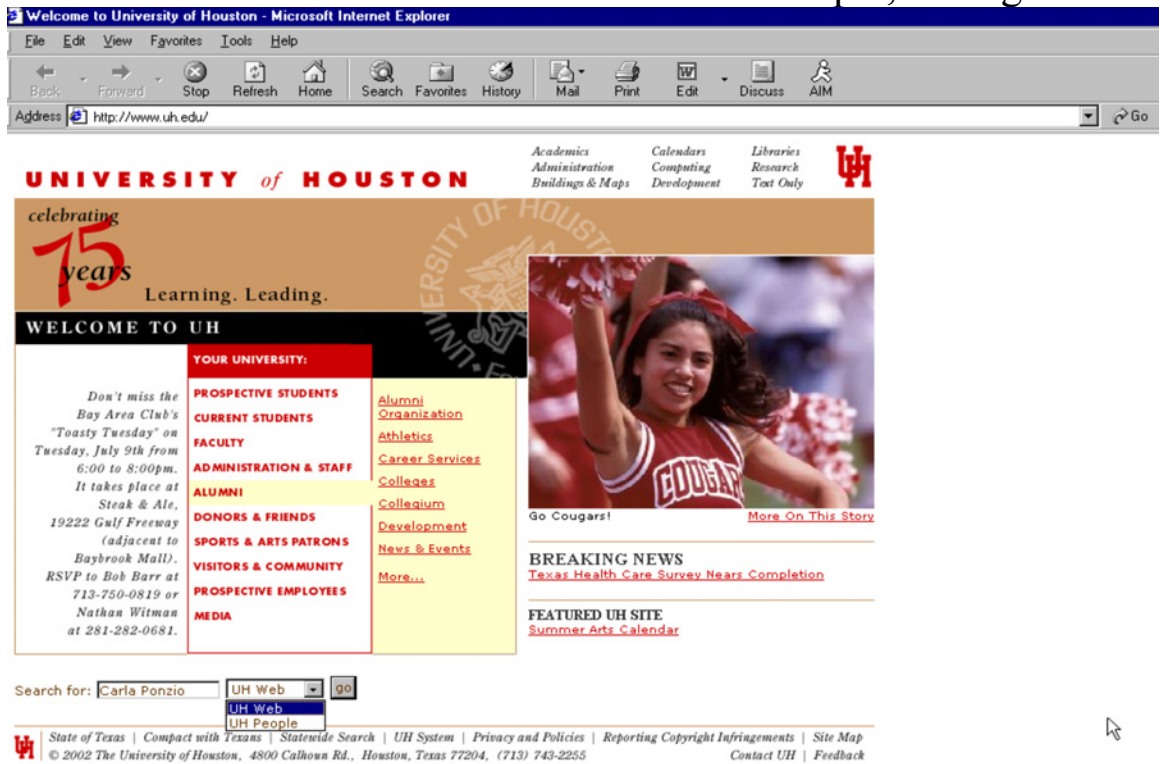 Welcome to University of Houston - Microsoft Internet Explorer
File Edit View Favorites Tools Help
Back Forward Stop Refresh Home Search Favorites History Mail Print Edit Discuss AIM
Address http://www.uh.edu/ Go
UNIVERSITY of HOUSTON
Academics Calendars Libraries
Administration Computing Research
Buildings & Maps Development Text Only
UH
celebrating
75
years
Learning. Leading.
UNIVERSITY OF HOUSTON
WELCOME TO UH
YOUR UNIVERSITY:
Don't miss the
Bay Area Club's
"Toasty Tuesday" on
Tuesday, July 9th from
6:00 to 8:00pm.
It takes place at
Steak & Ale,
19222 Gulf Freeway
(adjacent to
Baybrook Mall).
RSVP to Bob Barr at
713-750-0819 or
Nathan Witman
at 281-282-0681.
PROSPECTIVE STUDENTS
CURRENT STUDENTS
FACULTY
ADMINISTRATION & STAFF
ALUMNI
DONORS & FRIENDS
SPORTS & ARTS PATRONS
VISITORS & COMMUNITY
PROSPECTIVE EMPLOYEES
MEDIA
Alumni
Organization
Athletics
Career Services
Colleges
Collegium
Development
News & Events
More...
COUGAR
Go Cougars! More On This Story
BREAKING NEWS
Texas Health Care Survey Nears Completion
FEATURED UH SITE
Summer Arts Calendar
Search for: Carla Ponzio UH Web go
UH Web
UH People
UH
State of Texas | Compact with Texans | Statewide Search | UH System | Privacy and Policies | Reporting Copyright Infringements | Site Map
© 2002 The University of Houston, 4800 Calhoun Rd., Houston, Texas 77204, (713) 743-2255 Contact UH | Feedback